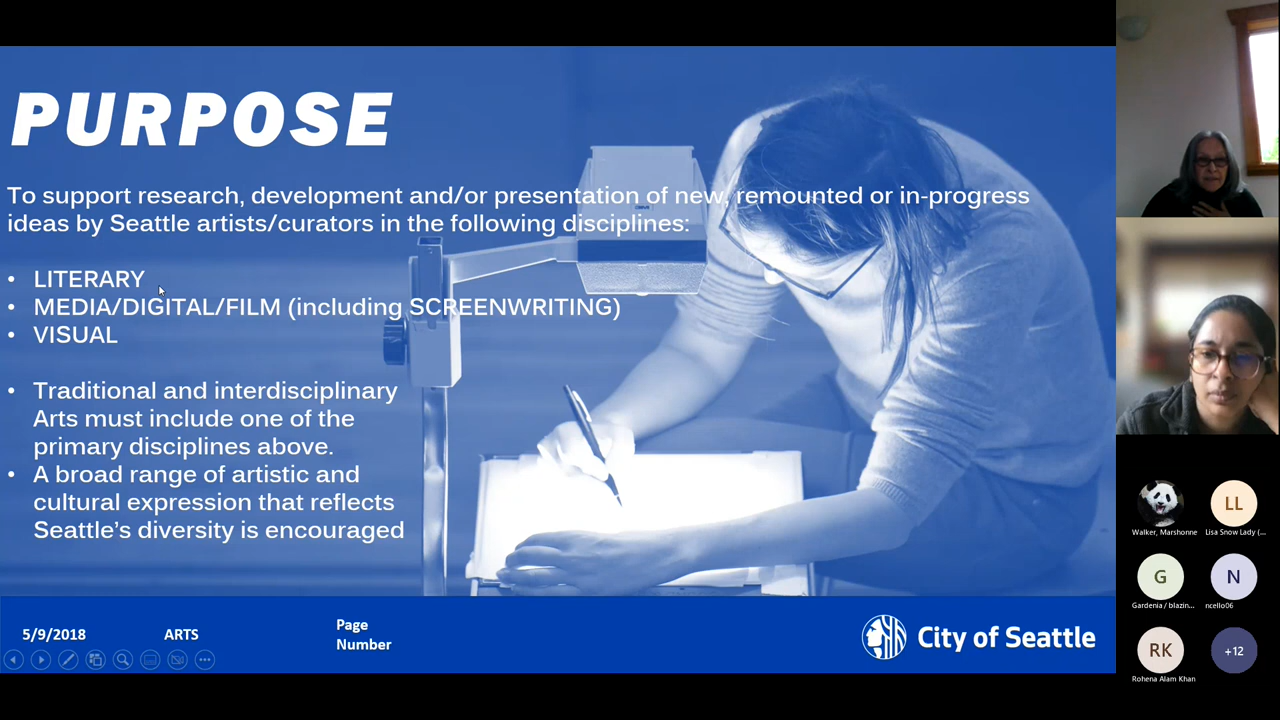 PURPOSE
To support research, development and/or presentation of new, remounted or in-progress
ideas by Seattle artists/curators in the following disciplines:
• LITERARY
• MEDIA/DIGITAL/FILM (including SCREENWRITING)
• VISUAL
• Traditional and interdisciplinary
Arts must include one of the
primary disciplines above.
• A broad range of artistic and
cultural expression that reflects
Seattle’s diversity is encouraged
5/9/2018
ARTS
Page
Number
City of Seattle
Walker, Marshonne
LL
Lisa Snow Lady (...
G
Gardenia / blazin...
N
ncello06
RK
Rohena Alam Khan
+12